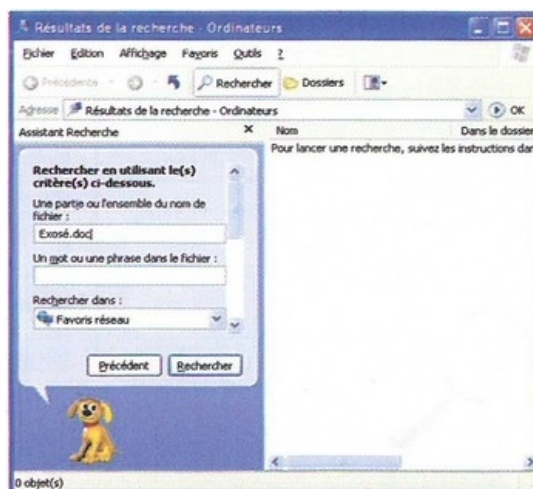 Résultats de la recherche - Ordinateurs
Fichier Edition Affichage Favoris Outils ?
Précédente Rechercher Dossiers
Adresse Résultats de la recherche - Ordinateurs OK
Assistant Recherche × Nom Dans le dossier
Pour lancer une recherche, suivez les instructions dan
Rechercher en utilisant le(s)
critère(s) ci-dessous.
Une partie ou l'ensemble du nom de
fichier :
Exosé.doc
Un mot ou une phrase dans le fichier :
Rechercher dans :
Favoris réseau
Précédent Rechercher
0 objet(s)